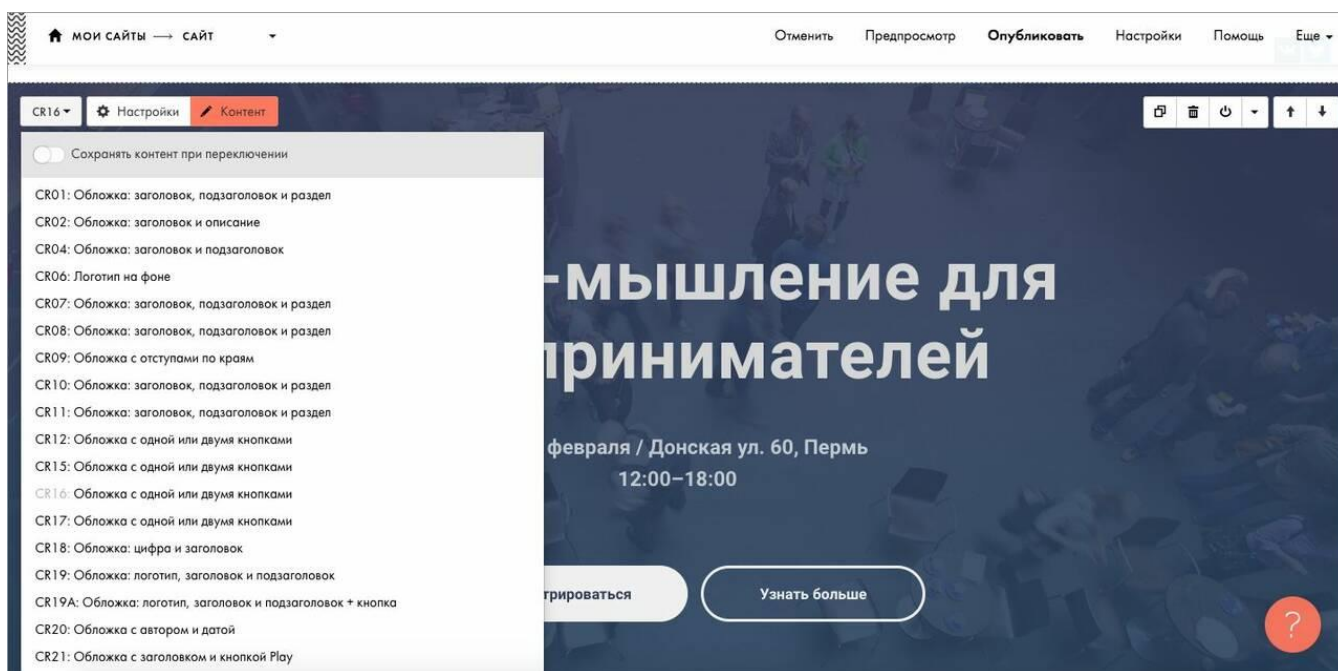 МОИ САЙТЫ → САЙТ
Отменить Предпросмотр Опубликовать Настройки Помощь Еще
CR16 Настройки Контент
Сохранять контент при переключении
CR01: Обложка: заголовок, подзаголовок и раздел
CR02: Обложка: заголовок и описание
CR04: Обложка: заголовок и подзаголовок
CR06: Логотип на фоне
CR07: Обложка: заголовок, подзаголовок и раздел
CR08: Обложка: заголовок, подзаголовок и раздел
CR09: Обложка с отступами по краям
CR10: Обложка: заголовок, подзаголовок и раздел
CR11: Обложка: заголовок, подзаголовок и раздел
CR12: Обложка с одной или двумя кнопками
CR15: Обложка с одной или двумя кнопками
CR16: Обложка с одной или двумя кнопками
CR17: Обложка с одной или двумя кнопками
CR18: Обложка: цифра и заголовок
CR19: Обложка: логотип, заголовок и подзаголовок
CR19A: Обложка: логотип, заголовок и подзаголовок + кнопка
CR20: Обложка с автором и датой
CR21: Обложка с заголовком и кнопкой Play
-мышление для
принимателей
февраля / Донская ул. 60, Пермь
12:00–18:00
трироваться
Узнать больше
?